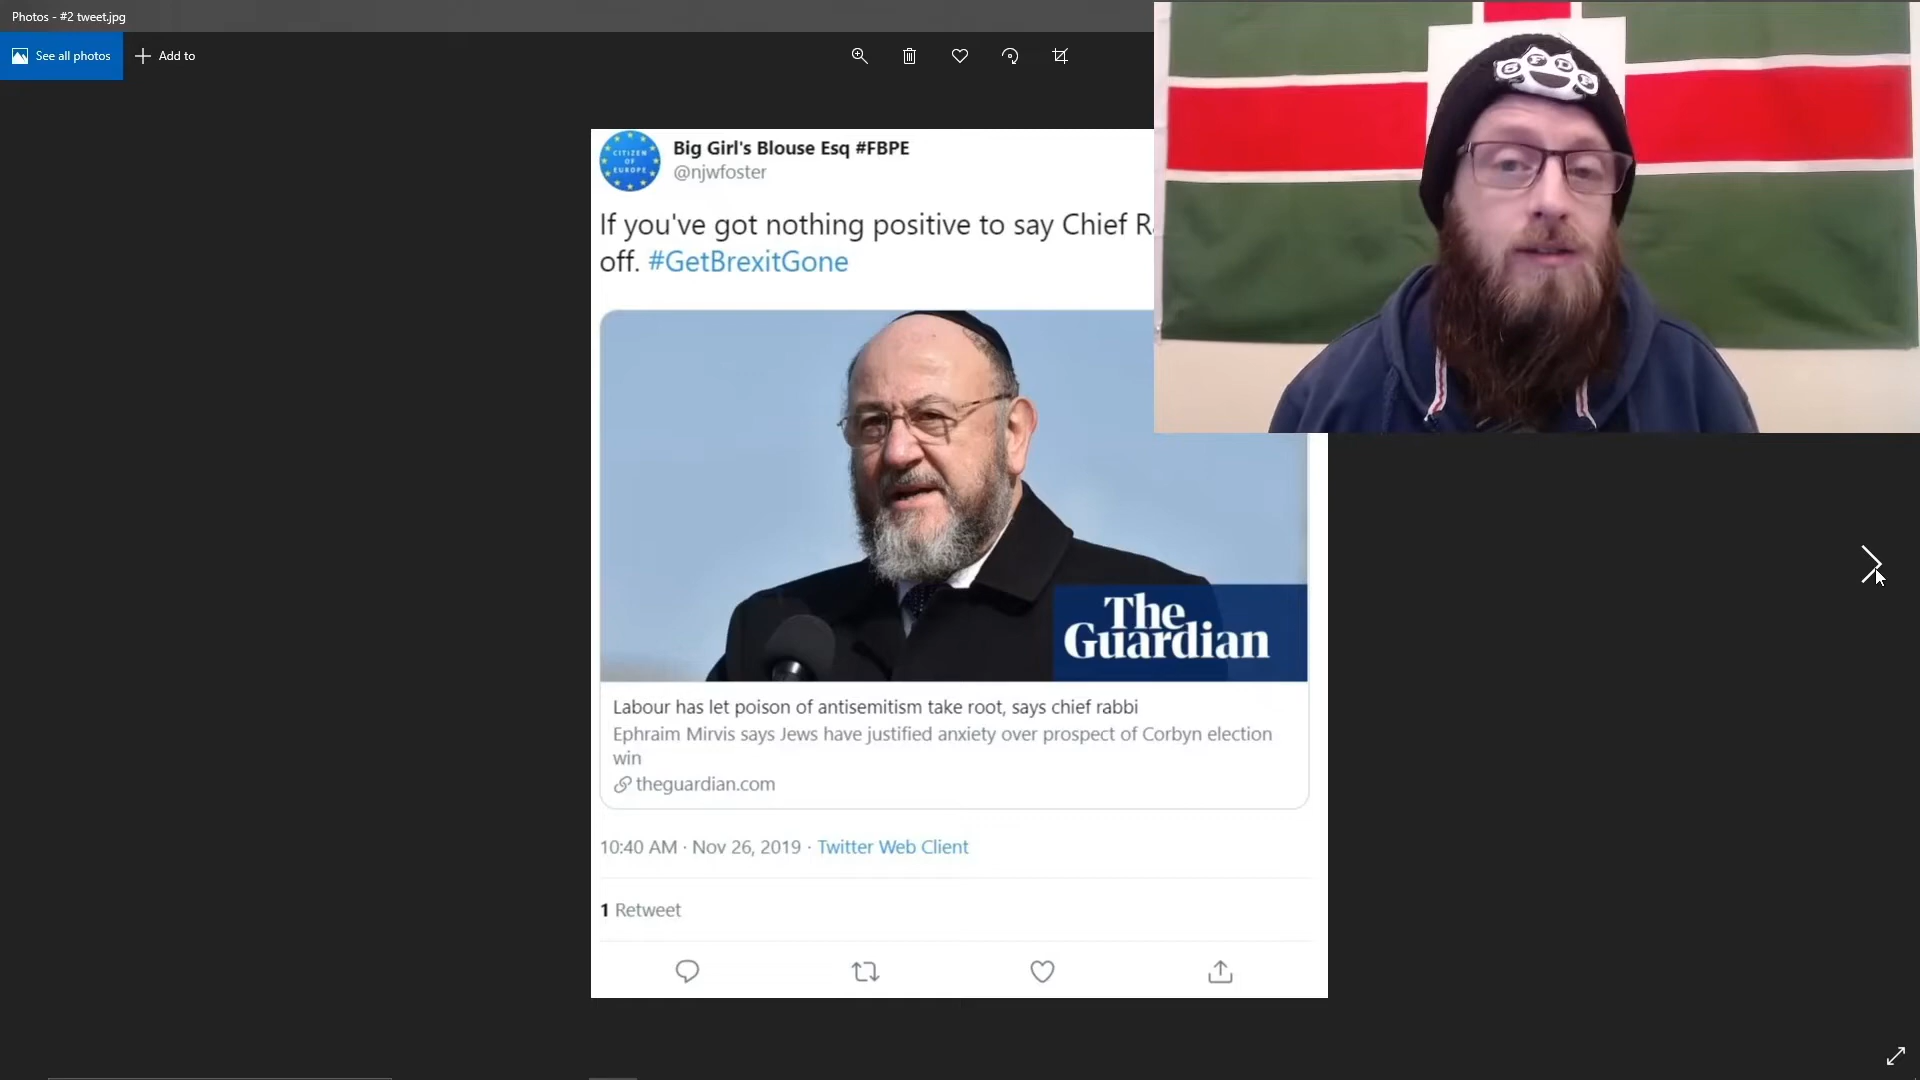 Photos - #2 tweet.jpg
See all photos
Add to
Big Girl's Blouse Esq #FBPE
@njwfoster
CITIZEN
OF
EUROPE
If you've got nothing positive to say Chief
off. #GetBrexitGone
The
Guardian
Labour has let poison of antisemitism take root, says chief rabbi
Ephraim Mirvis says Jews have justified anxiety over prospect of Corbyn election
win
theguardian.com
10:40 AM · Nov 26, 2019 · Twitter Web Client
1 Retweet